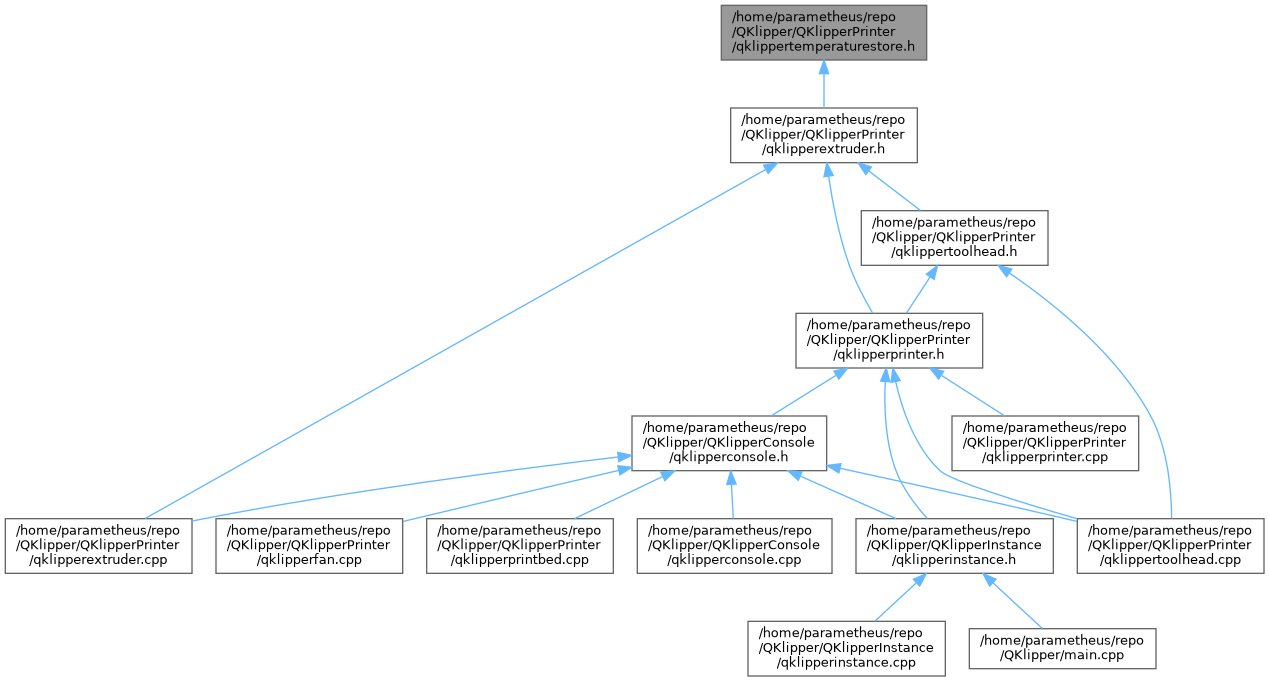 /home/parametheus/repo
/QKlipper/QKlipperPrinter
/qklippertemperaturestore.h
/home/parametheus/repo
/QKlipper/QKlipperPrinter
/qklipperextruder.h
/home/parametheus/repo
/QKlipper/QKlipperPrinter
/qklippertoolhead.h
/home/parametheus/repo
/QKlipper/QKlipperPrinter
/qklipperprinter.h
/home/parametheus/repo
/QKlipper/QKlipperConsole
/qklipperconsole.h
/home/parametheus/repo
/QKlipper/QKlipperPrinter
/qklipperprinter.cpp
/home/parametheus/repo
/QKlipper/QKlipperPrinter
/qklipperextruder.cpp
/home/parametheus/repo
/QKlipper/QKlipperPrinter
/qklipperfan.cpp
/home/parametheus/repo
/QKlipper/QKlipperPrinter
/qklipperprintbed.cpp
/home/parametheus/repo
/QKlipper/QKlipperConsole
/qklipperconsole.cpp
/home/parametheus/repo
/QKlipper/QKlipperInstance
/qklipperinstance.h
/home/parametheus/repo
/QKlipper/QKlipperPrinter
/qklippertoolhead.cpp
/home/parametheus/repo
/QKlipper/QKlipperInstance
/qklipperinstance.cpp
/home/parametheus/repo
/QKlipper/main.cpp